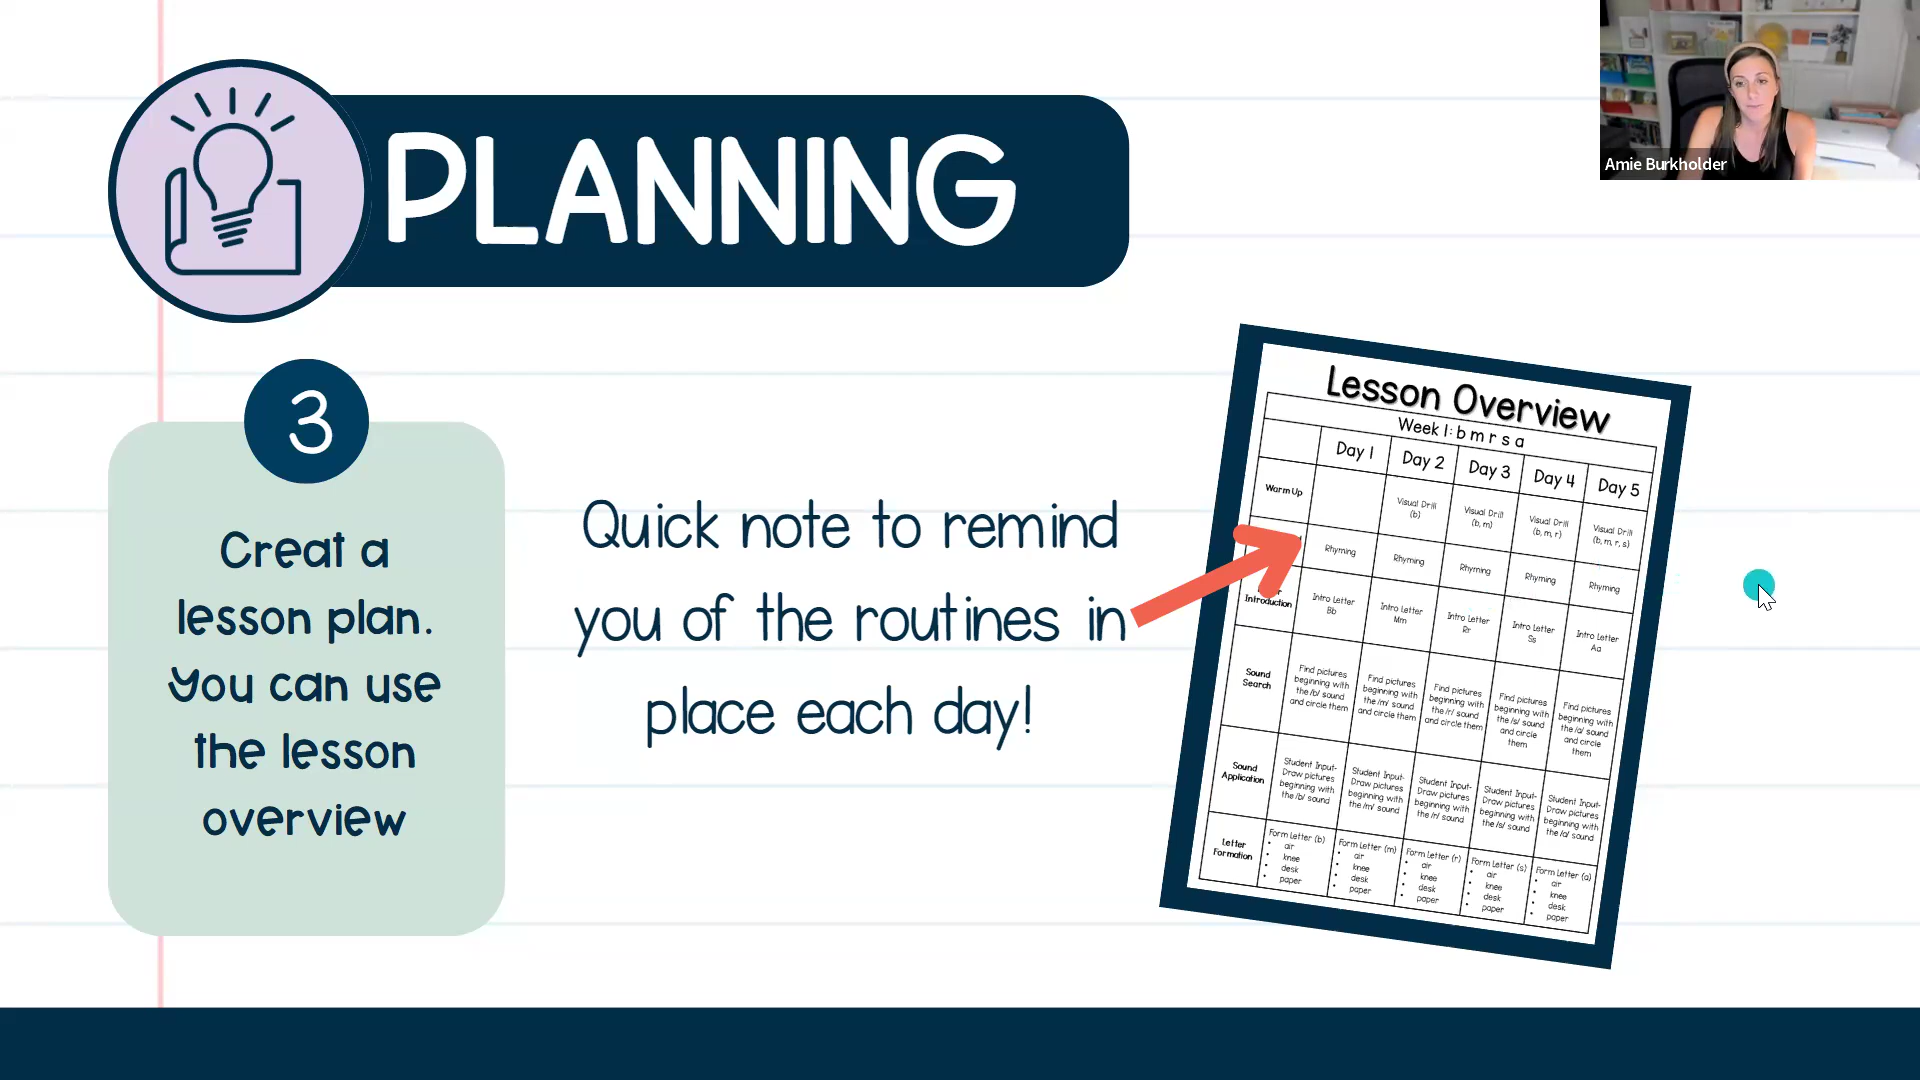 PLANNING
Amie Burkholder
3
Creat a
lesson plan.
You can use
the lesson
overview
Quick note to remind
you of the routines in
place each day!
Lesson Overview
Week 1: b m r s a
Day 1
Day 2
Day 3
Day 4
Day 5
Warm Up
Visual Drill
(b)
Visual Drill
(b, m)
Visual Drill
(b, m, r)
Visual Drill
(b, m, r, s)
Rhyming
Rhyming
Rhyming
Rhyming
Rhyming
Introduction
Intro Letter
Bb
Intro Letter
Mm
Intro Letter
Rr
Intro Letter
Ss
Intro Letter
Aa
Sound
Search
Find pictures
beginning with
the /b/ sound
and circle them
Find pictures
beginning with
the /m/ sound
and circle them
Find pictures
beginning with
the /r/ sound
and circle them
Find pictures
beginning with
the /s/ sound
and circle
them
Find pictures
beginning with
the /a/ sound
and circle
them
Sound
Application
Student Input-
Draw pictures
beginning with
the /b/ sound
Student Input-
Draw pictures
beginning with
the /m/ sound
Student Input-
Draw pictures
beginning with
the /r/ sound
Student Input-
Draw pictures
beginning with
the /s/ sound
Student Input-
Draw pictures
beginning with
the /a/ sound
Letter
Formation
Form Letter (b)
• air
• knee
• desk
• paper
Form Letter (m)
• air
• knee
• desk
• paper
Form Letter (r)
• air
• knee
• desk
• paper
Form Letter (s)
• air
• knee
• desk
• paper
Form Letter (a)
• air
• knee
• desk
• paper